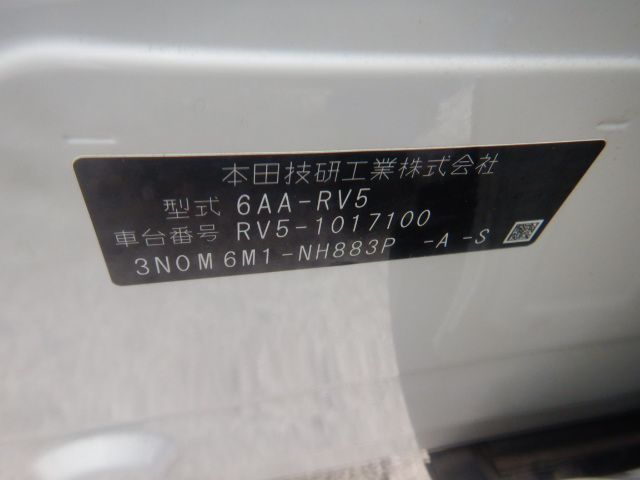 本田技研工業株式会社
型式 6AA-RV5
車台番号 RV5-1017100
3N0M6M1-NH883P -A -S